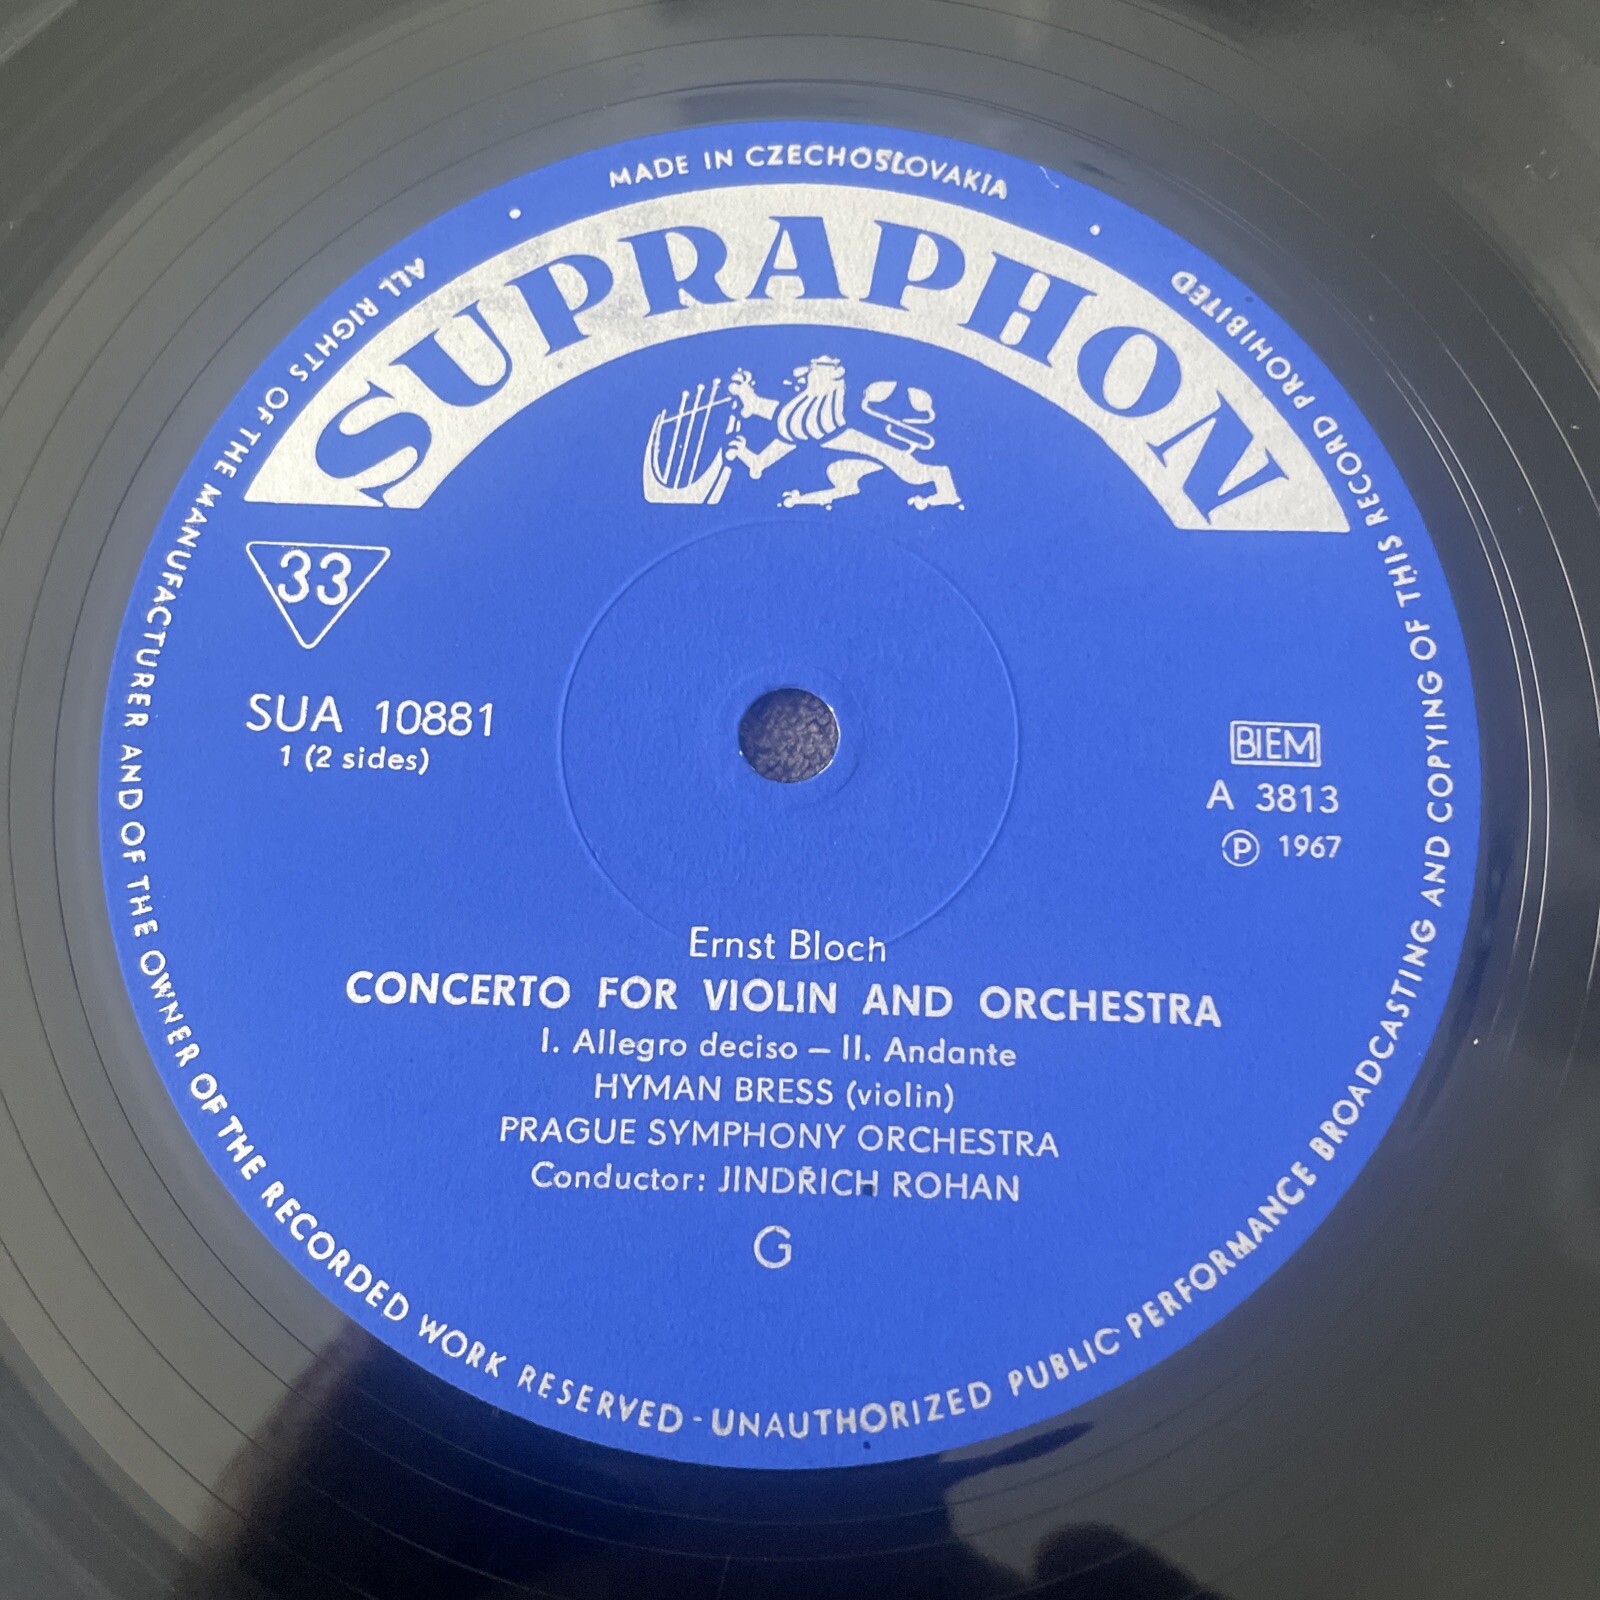 MADE IN CZECHOSLOVAKIA
ALL RIGHTS OF THE MANUFACTURER AND OF THE OWNER OF THE RECORDED WORK RESERVED - UNAUTHORIZED PUBLIC PERFORMANCE BROADCASTING AND COPYING OF THIS RECORD PROHIBITED
SUPRAPHON
33
SUA 10881
1 (2 sides)
BIEM
A 3813
Ⓟ 1967
Ernst Bloch
CONCERTO FOR VIOLIN AND ORCHESTRA
I. Allegro deciso – II. Andante
HYMAN BRESS (violin)
PRAGUE SYMPHONY ORCHESTRA
Conductor: JINDŘICH ROHAN
G